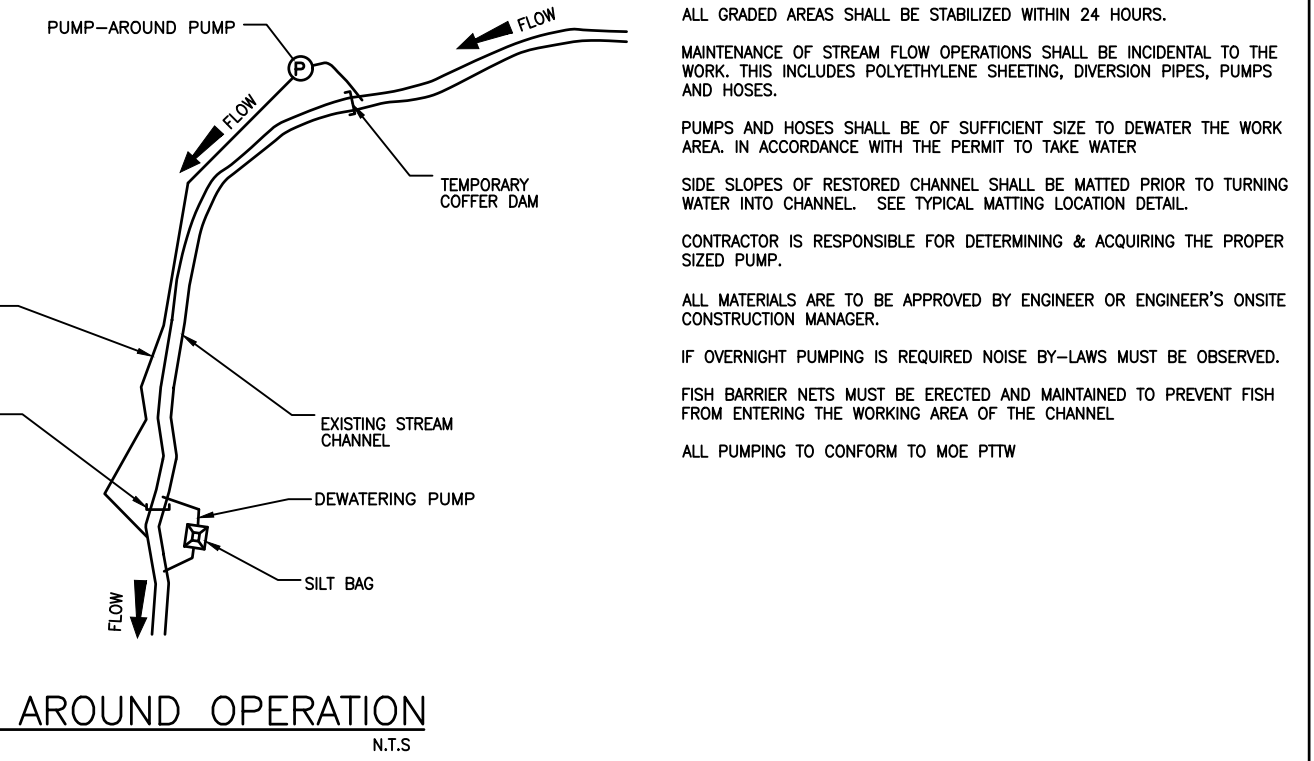 PUMP-AROUND PUMP
P
FLOW
FLOW
TEMPORARY
COFFER DAM
EXISTING STREAM
CHANNEL
DEWATERING PUMP
SILT BAG
FLOW
AROUND OPERATION
N.T.S
ALL GRADED AREAS SHALL BE STABILIZED WITHIN 24 HOURS.
MAINTENANCE OF STREAM FLOW OPERATIONS SHALL BE INCIDENTAL TO THE
WORK. THIS INCLUDES POLYETHYLENE SHEETING, DIVERSION PIPES, PUMPS
AND HOSES.
PUMPS AND HOSES SHALL BE OF SUFFICIENT SIZE TO DEWATER THE WORK
AREA. IN ACCORDANCE WITH THE PERMIT TO TAKE WATER
SIDE SLOPES OF RESTORED CHANNEL SHALL BE MATTED PRIOR TO TURNING
WATER INTO CHANNEL. SEE TYPICAL MATTING LOCATION DETAIL.
CONTRACTOR IS RESPONSIBLE FOR DETERMINING & ACQUIRING THE PROPER
SIZED PUMP.
ALL MATERIALS ARE TO BE APPROVED BY ENGINEER OR ENGINEER'S ONSITE
CONSTRUCTION MANAGER.
IF OVERNIGHT PUMPING IS REQUIRED NOISE BY-LAWS MUST BE OBSERVED.
FISH BARRIER NETS MUST BE ERECTED AND MAINTAINED TO PREVENT FISH
FROM ENTERING THE WORKING AREA OF THE CHANNEL
ALL PUMPING TO CONFORM TO MOE PTTW